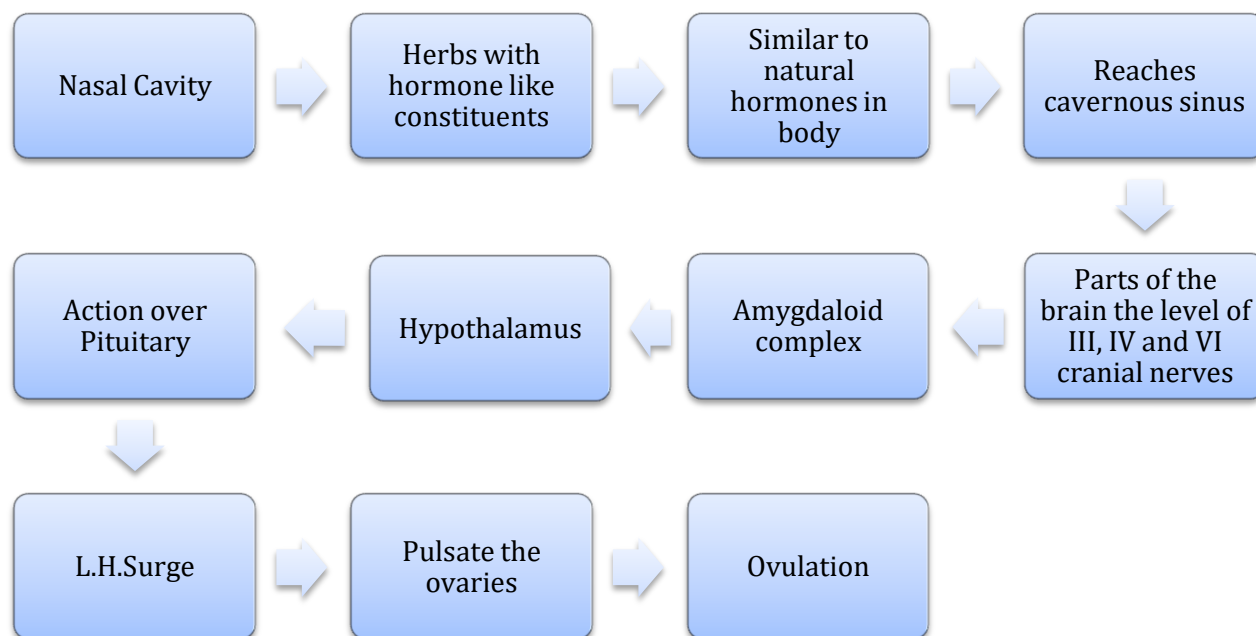 Nasal Cavity
Herbs with
hormone like
constituents
Similar to
natural
hormones in
body
Reaches
cavernous sinus
Parts of the
brain the level of
III, IV and VI
cranial nerves
Amygdaloid
complex
Hypothalamus
Action over
Pituitary
L.H.Surge
Pulsate the
ovaries
Ovulation